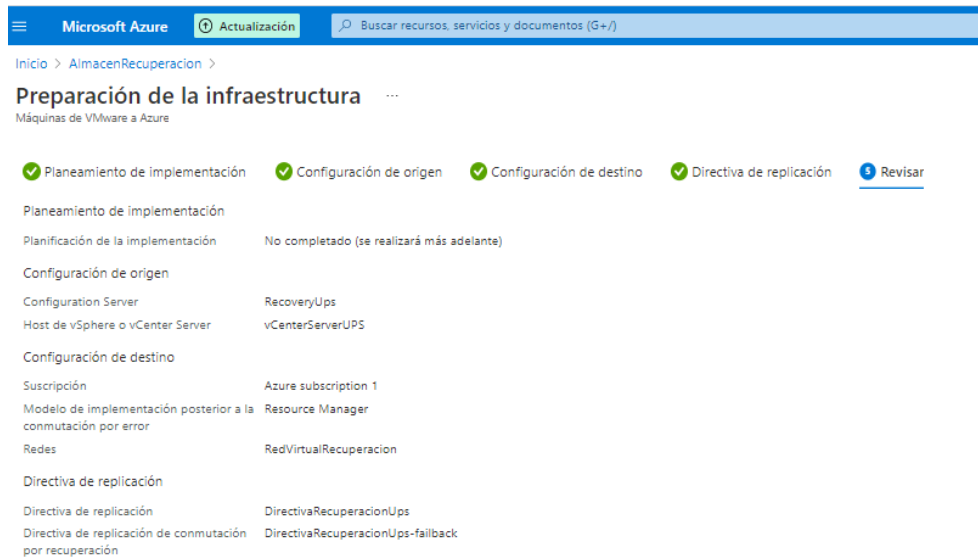 Microsoft Azure Actualización Buscar recursos, servicios y documentos (G+/)
Inicio > AlmacenRecuperacion >
Preparación de la infraestructura ...
Máquinas de VMware a Azure
Planeamiento de implementación Configuración de origen Configuración de destino Directiva de replicación 5 Revisar
Planeamiento de implementación
Planificación de la implementación No completado (se realizará más adelante)
Configuración de origen
Configuration Server RecoveryUps
Host de vSphere o vCenter Server vCenterServerUPS
Configuración de destino
Suscripción Azure subscription 1
Modelo de implementación posterior a la Resource Manager
conmutación por error
Redes RedVirtualRecuperacion
Directiva de replicación
Directiva de replicación DirectivaRecuperacionUps
Directiva de replicación de conmutación DirectivaRecuperacionUps-failback
por recuperación